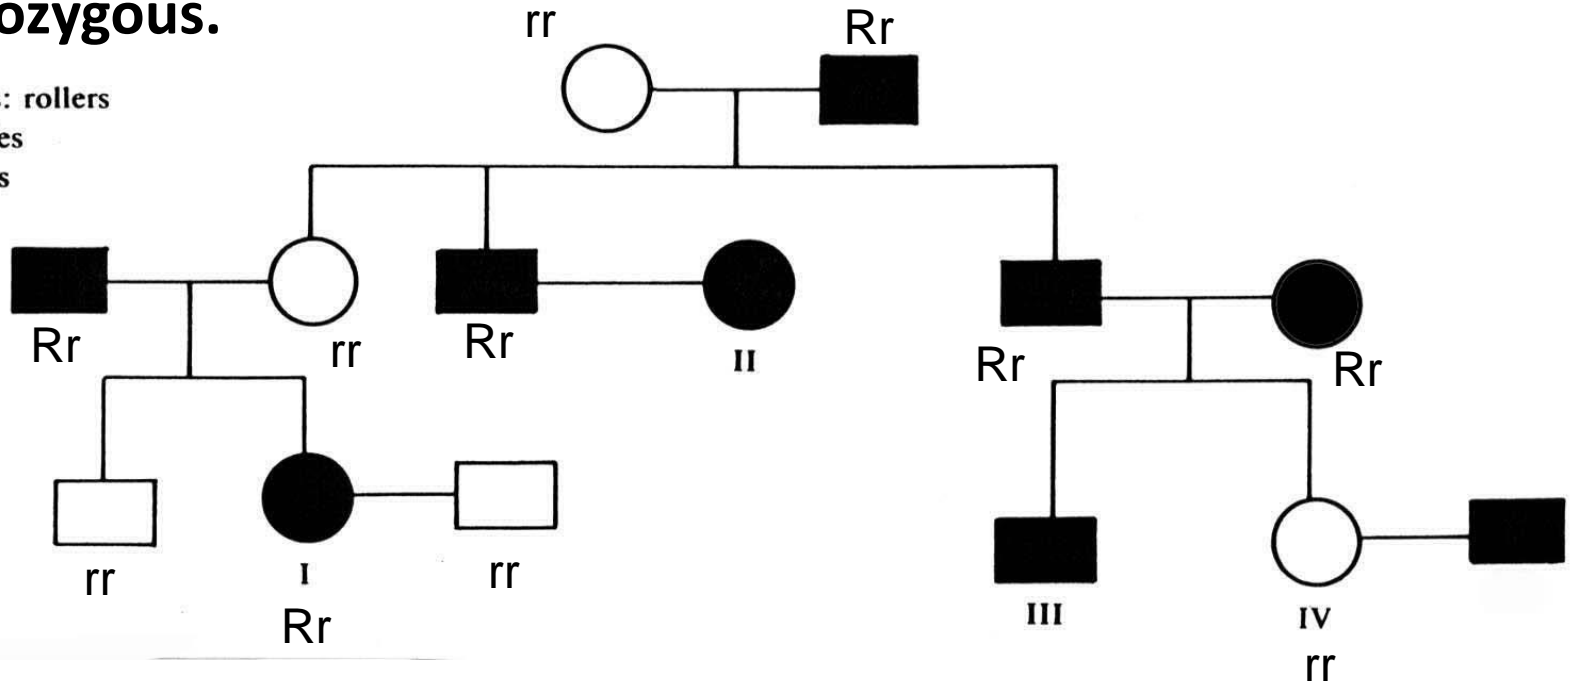 ozygous.
rr Rr
: rollers
es
s
Rr rr Rr II Rr Rr
rr I rr III IV
Rr rr